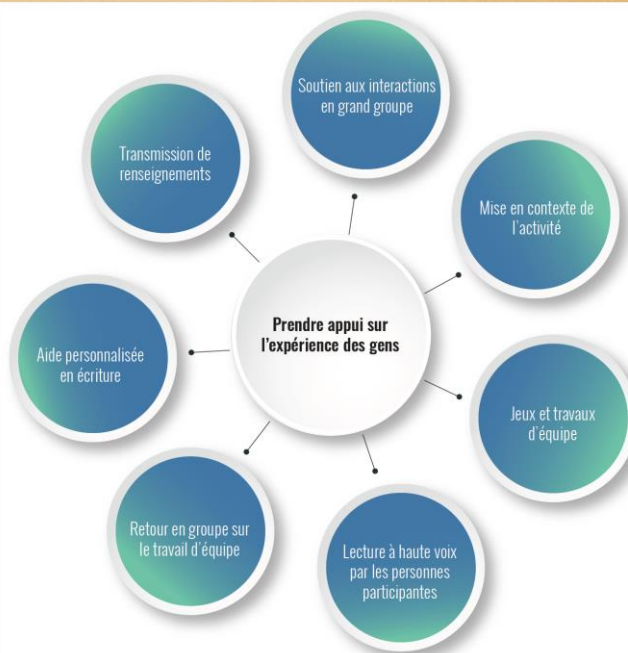 Soutien aux interactions
en grand groupe
Transmission de
renseignements
Mise en contexte de
l'activité
Prendre appui sur
l'expérience des gens
Aide personnalisée
en écriture
Jeux et travaux
d'équipe
Retour en groupe sur
le travail d'équipe
Lecture à haute voix
par les personnes
participantes